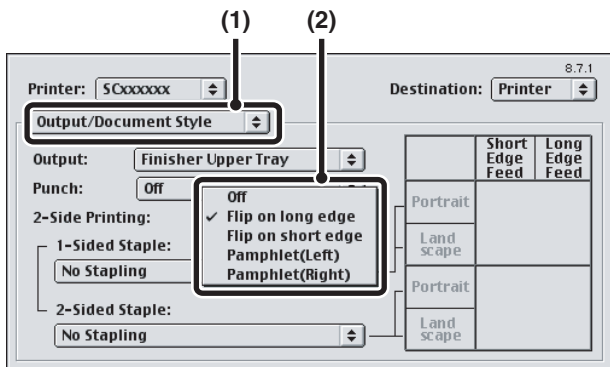 (1) (2)
8.7.1
Printer: SCxxxxxx Destination: Printer
Output/Document Style
Output: Finisher Upper Tray
Punch: Off
2-Side Printing:
Off
✓ Flip on long edge
Flip on short edge
Pamphlet(Left)
Pamphlet(Right)
1-Sided Staple:
No Stapling
2-Sided Staple:
No Stapling
Short Edge Feed
Long Edge Feed
Portrait
Land
scape
Portrait
Land
scape